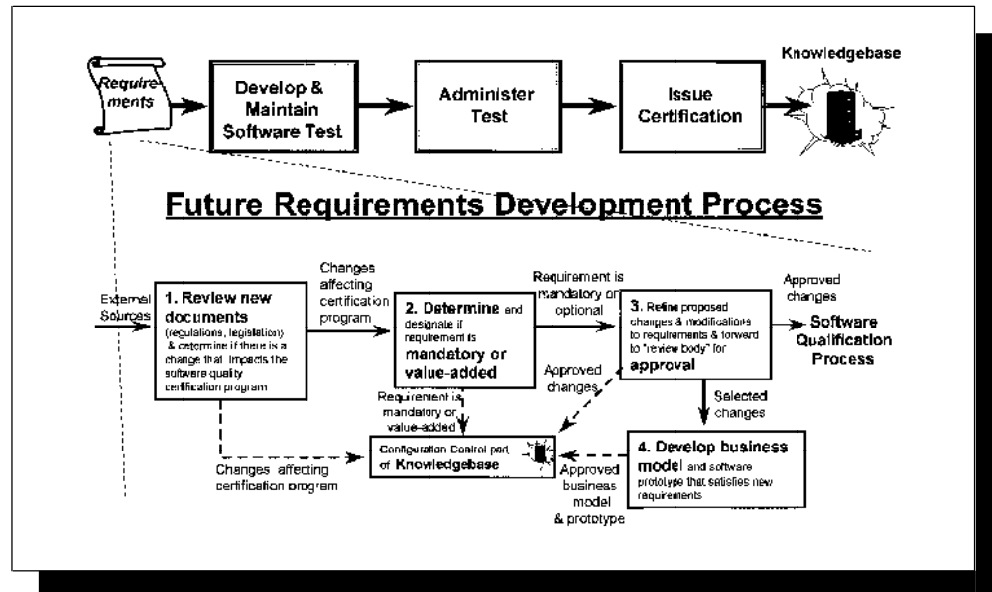 Knowledgebase
Require-
ments
Develop &
Maintain
Software Test
Administer
Test
Issue
Certification
Future Requirements Development Process
External
Sources
1. Review new
documents
(regulations, legislation)
& determine if there is a
change that impacts the
software quality
certification program
Changes
affecting
certification
program
2. Determine and
designate if
requirement is
mandatory or
value-added
Requirement is
mandatory or
optional
3. Refine proposed
changes & modifications
to requirements & forward
to "review body" for
approval
Approved
changes
Software
Qualification
Process
Requirement is
mandatory or
value-added
Approved
changes
Selected
changes
Changes affecting
certification program
Configuration Control part
of Knowledgebase
Approved
business
model
& prototype
4. Develop business
model and software
prototype that satisfies new
requirements